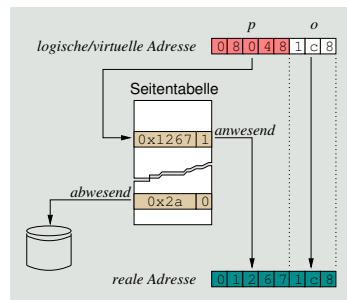 p o
logische/virtuelle Adresse 0 8 0 4 8 1 c 8
Seitentabelle
0x1267 1 anwesend
abwesend
0x2a 0
reale Adresse 0 1 2 6 7 1 c 8